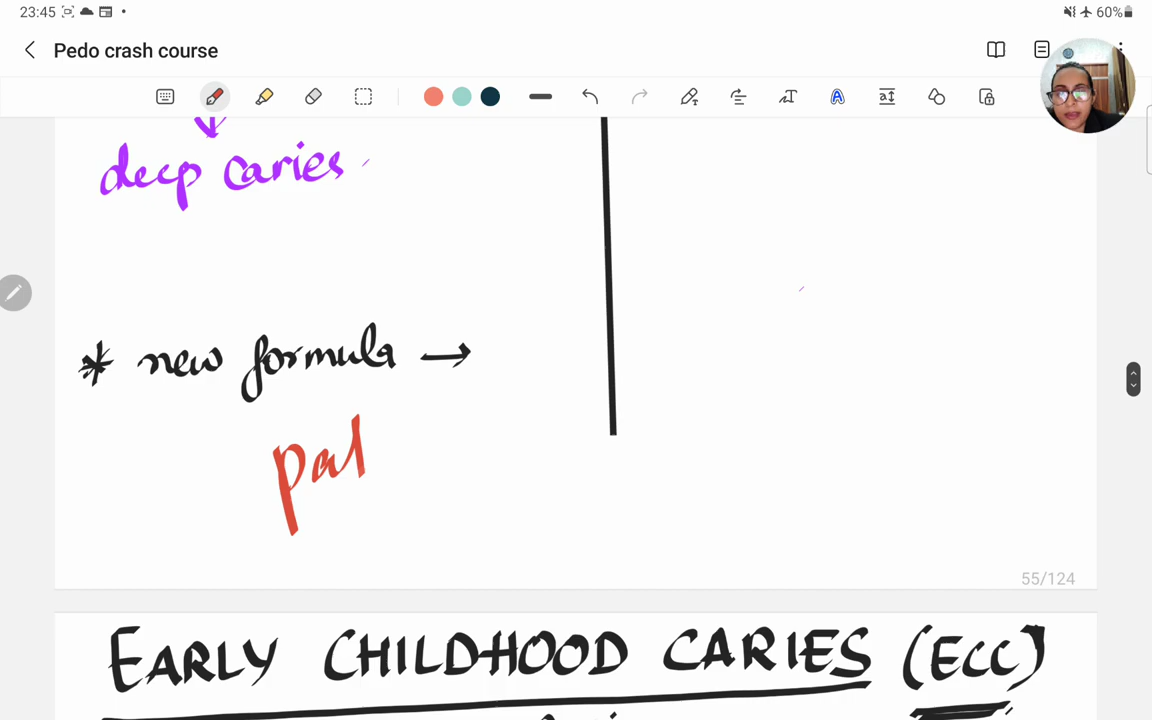 23:45 60%
Pedo crash course
deep caries
* new formula →
pal
55/124
EARLY CHILDHOOD CARIES (ECC)